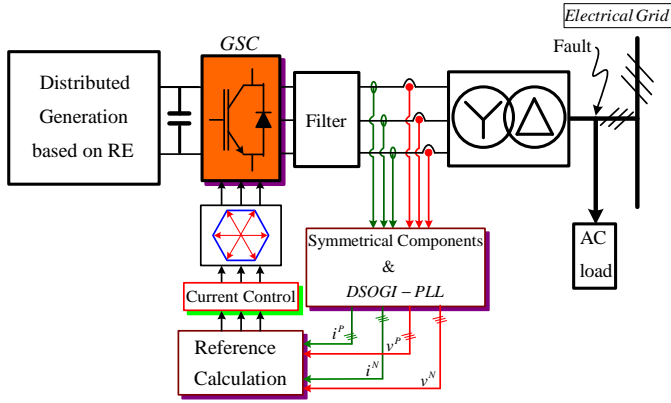 Electrical Grid
GSC
Fault
Distributed
Generation
based on RE
Filter
AC
load
Symmetrical Components
&
DSOGI - PLL
Current Control
Reference
Calculation
i^P
v^P
i^N
v^N